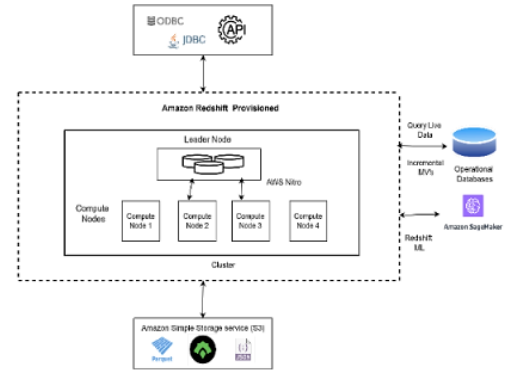 ODBC
JDBC
API
Amazon Redshift Provisioned
Leader Node
AWS Nitro
Compute
Nodes
Compute
Node 1
Compute
Node 2
Compute
Node 3
Compute
Node 4
Cluster
Query Live
Data
Incremental
MV's
Operational
Databases
Redshift
ML
Amazon SageMaker
Amazon Simple Storage service (S3)
Parquet
JSON